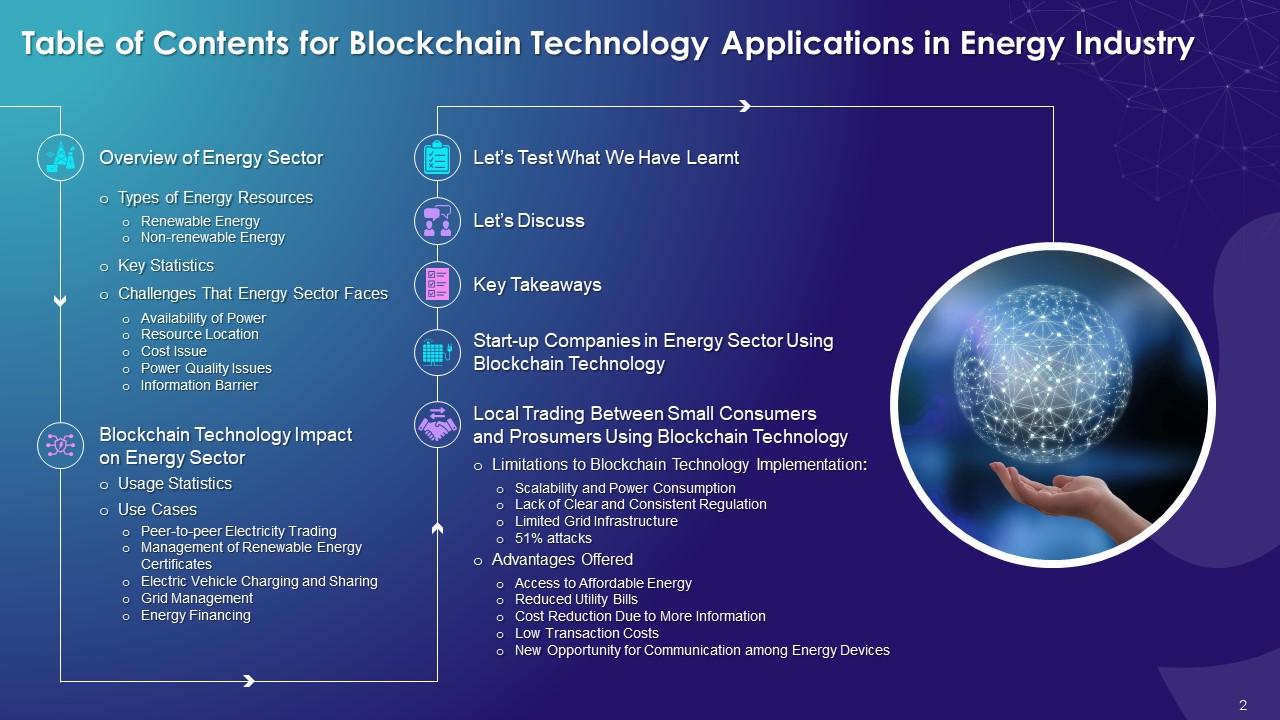 Table of Contents for Blockchain Technology Applications in Energy Industry
Overview of Energy Sector
o Types of Energy Resources
o Renewable Energy
o Non-renewable Energy
o Key Statistics
o Challenges That Energy Sector Faces
o Availability of Power
o Resource Location
o Cost Issue
o Power Quality Issues
o Information Barrier
Blockchain Technology Impact
on Energy Sector
o Usage Statistics
o Use Cases
o Peer-to-peer Electricity Trading
o Management of Renewable Energy
Certificates
o Electric Vehicle Charging and Sharing
o Grid Management
o Energy Financing
Let’s Test What We Have Learnt
Let’s Discuss
Key Takeaways
Start-up Companies in Energy Sector Using
Blockchain Technology
Local Trading Between Small Consumers
and Prosumers Using Blockchain Technology
o Limitations to Blockchain Technology Implementation:
o Scalability and Power Consumption
o Lack of Clear and Consistent Regulation
o Limited Grid Infrastructure
o 51% attacks
o Advantages Offered
o Access to Affordable Energy
o Reduced Utility Bills
o Cost Reduction Due to More Information
o Low Transaction Costs
o New Opportunity for Communication among Energy Devices
2